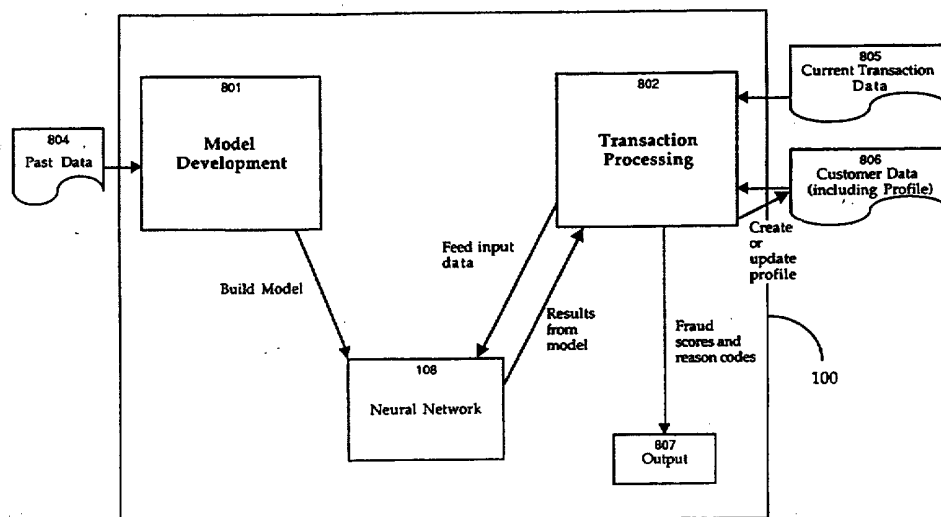 801
Model
Development
802
Transaction
Processing
805
Current Transaction
Data
804
Past Data
806
Customer Data
(including Profile)
Create
or
update
profile
Feed input
data
Build Model
Results
from
model
Fraud
scores and
reason codes
100
108
Neural Network
807
Output